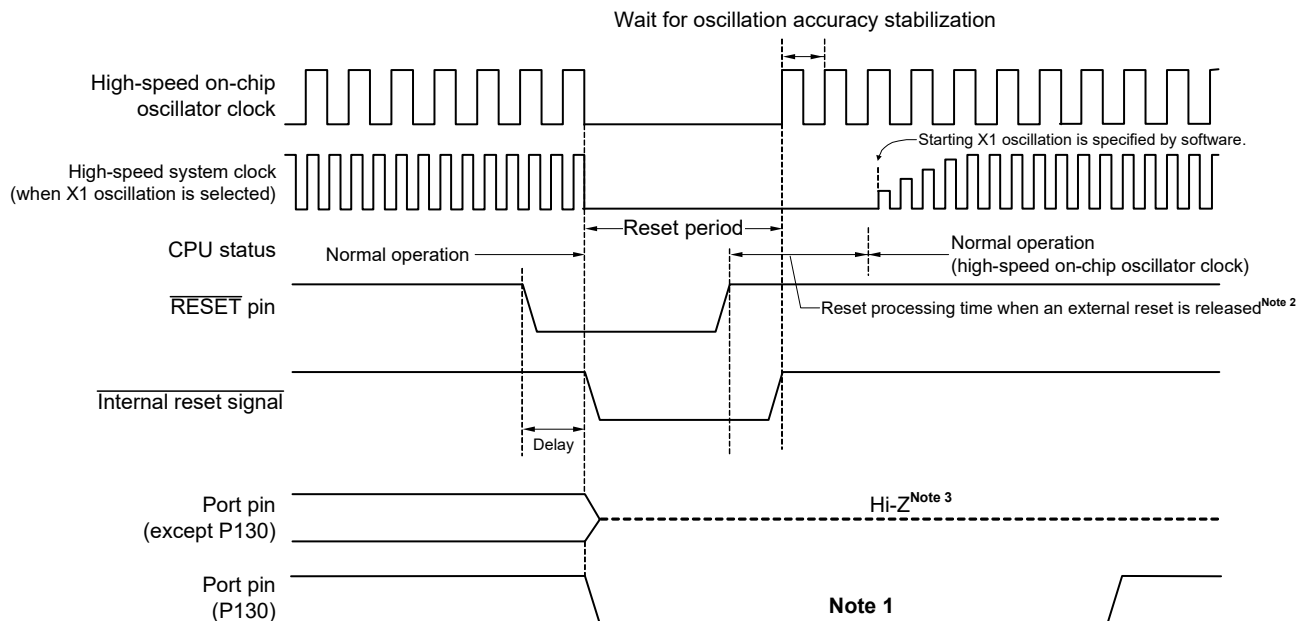 Wait for oscillation accuracy stabilization
High-speed on-chip
oscillator clock
Starting X1 oscillation is specified by software.
High-speed system clock
(when X1 oscillation is selected)
Reset period
CPU status
Normal operation
Normal operation
(high-speed on-chip oscillator clock)
RESET pin
Reset processing time when an external reset is released Note 2
Internal reset signal
Delay
Port pin
(except P130)
Hi-Z Note 3
Port pin
(P130)
Note 1